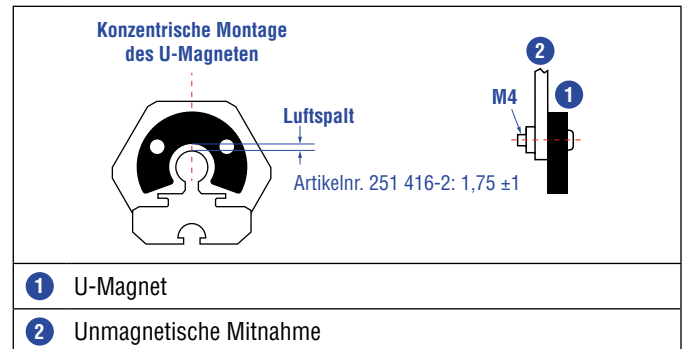 Konzentrische Montage
des U-Magneten
Luftspalt
Artikelnr. 251 416-2: 1,75 ±1
2
M4
1
1 U-Magnet
2 Unmagnetische Mitnahme